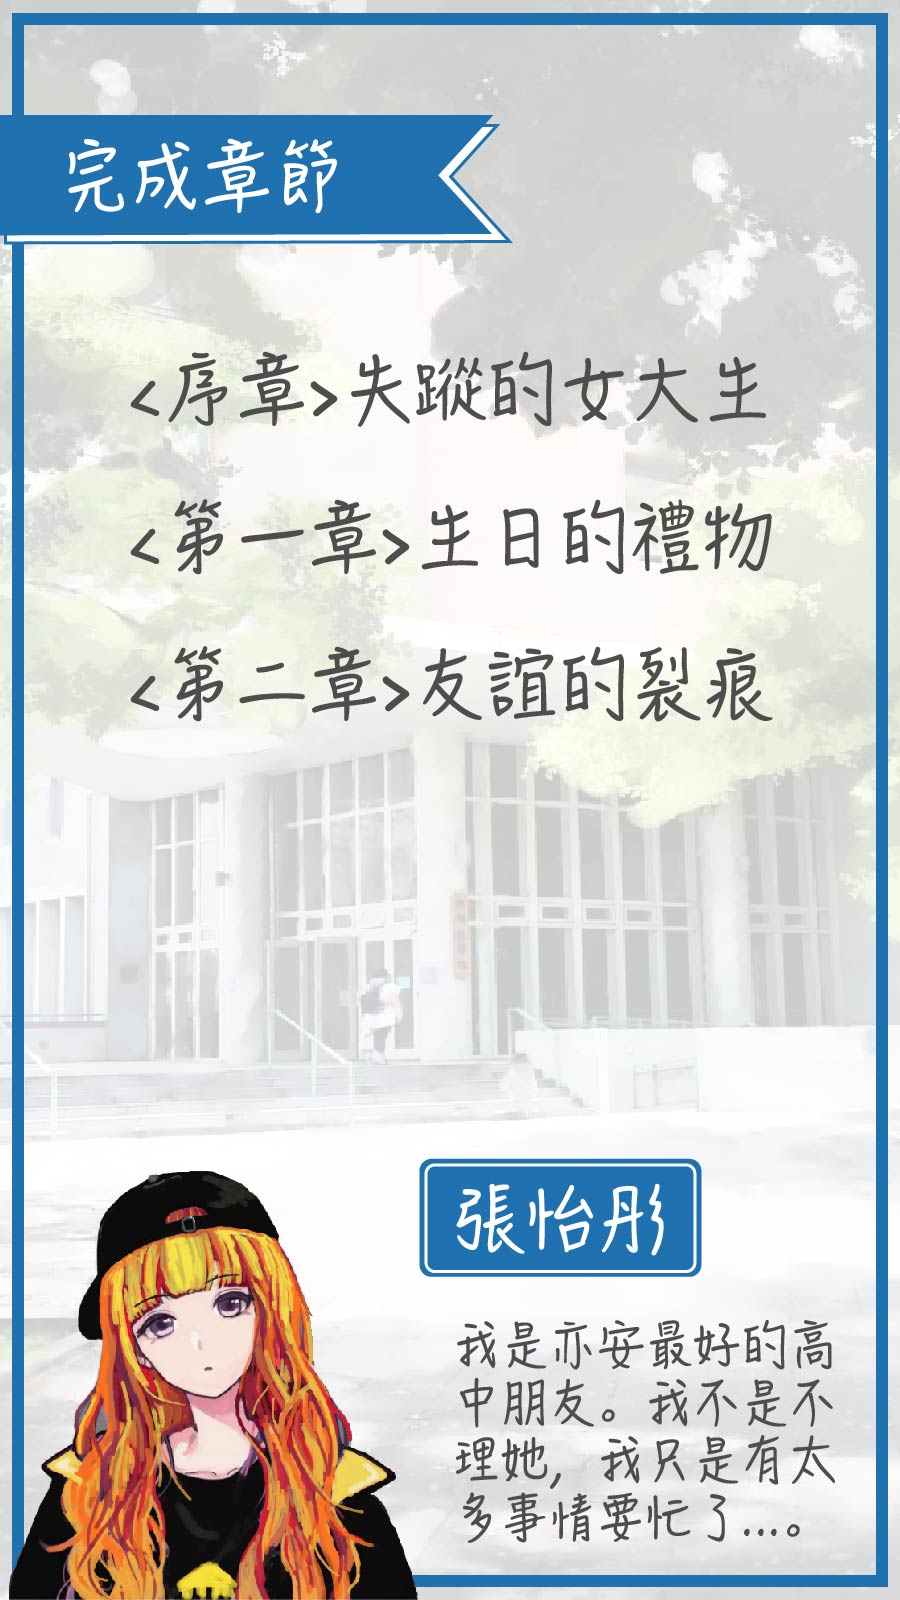 完成章節
<序章>失蹤的女大生
<第一章>生日的禮物
<第二章>友誼的裂痕
張怡彤
我是亦安最好的高
中朋友。我不是不
理她，我只是有太
多事情要忙了...。